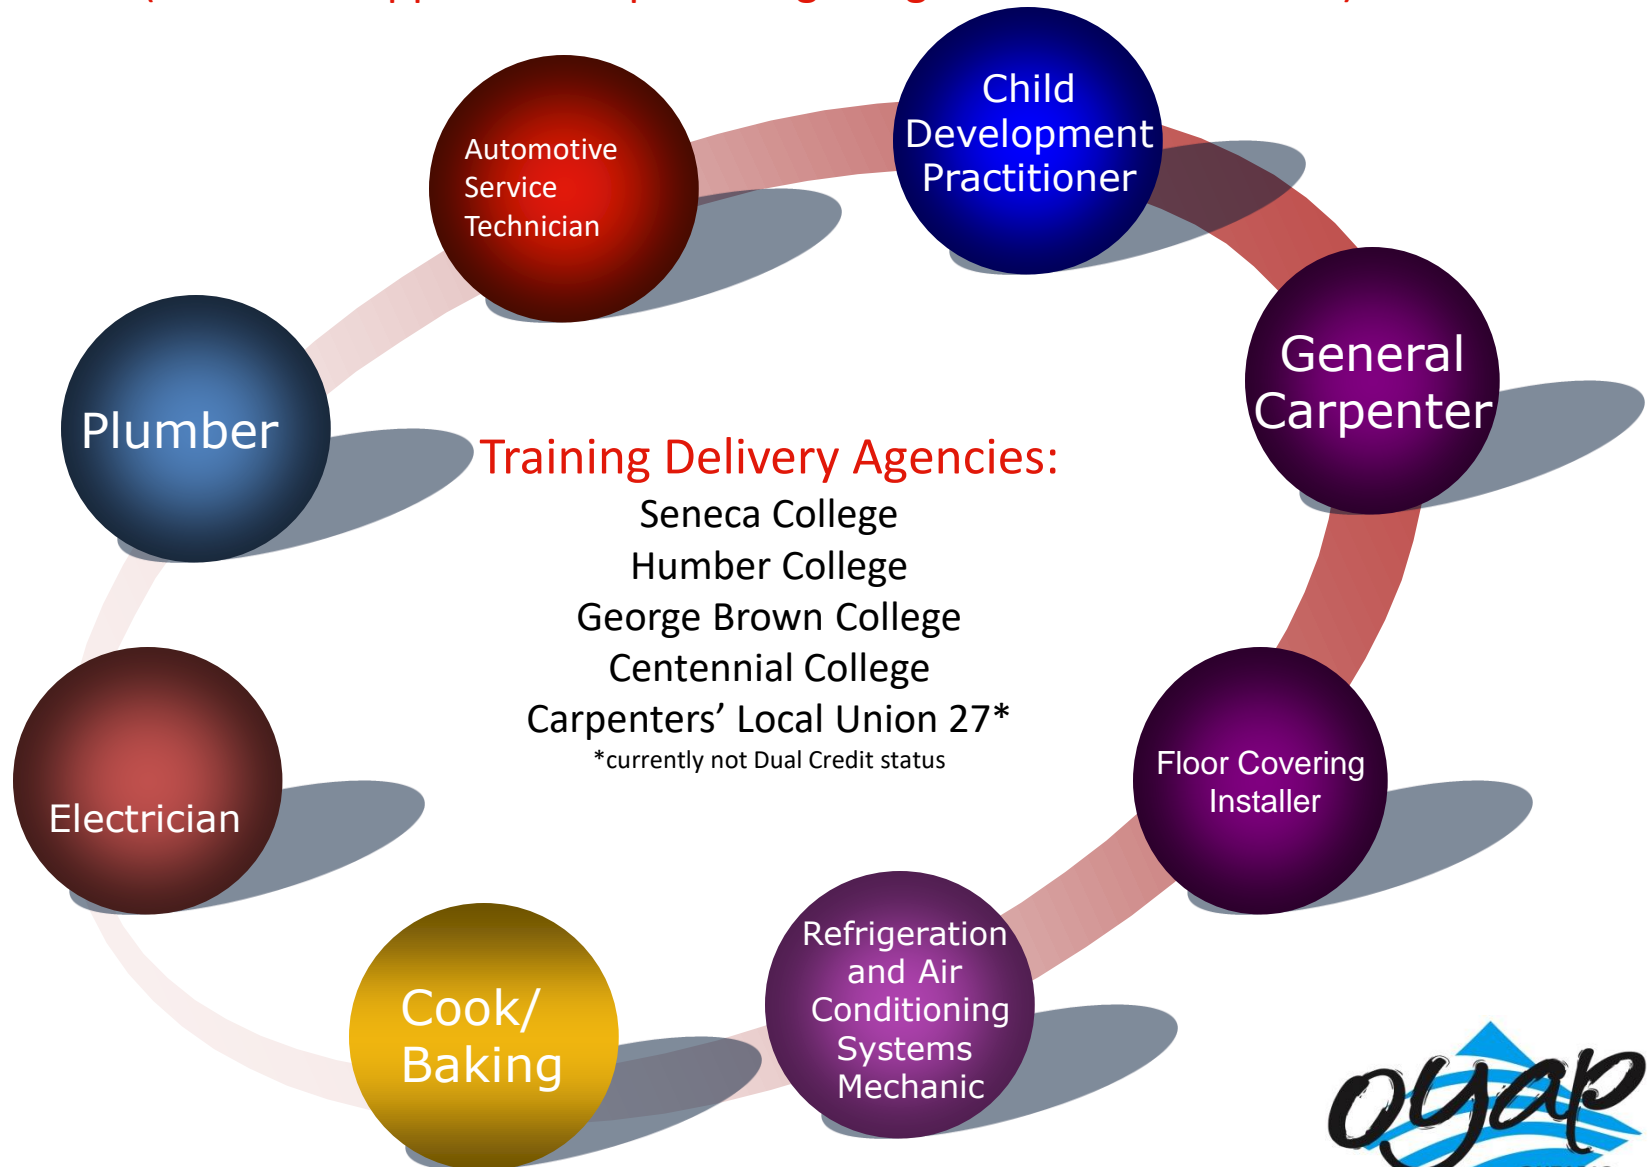 Child
Development
Practitioner
Automotive
Service
Technician
General
Carpenter
Plumber
Training Delivery Agencies:
Seneca College
Humber College
George Brown College
Centennial College
Carpenters’ Local Union 27*
*currently not Dual Credit status
Floor Covering
Installer
Electrician
Refrigeration
and Air
Conditioning
Systems
Mechanic
Cook/
Baking
oyap